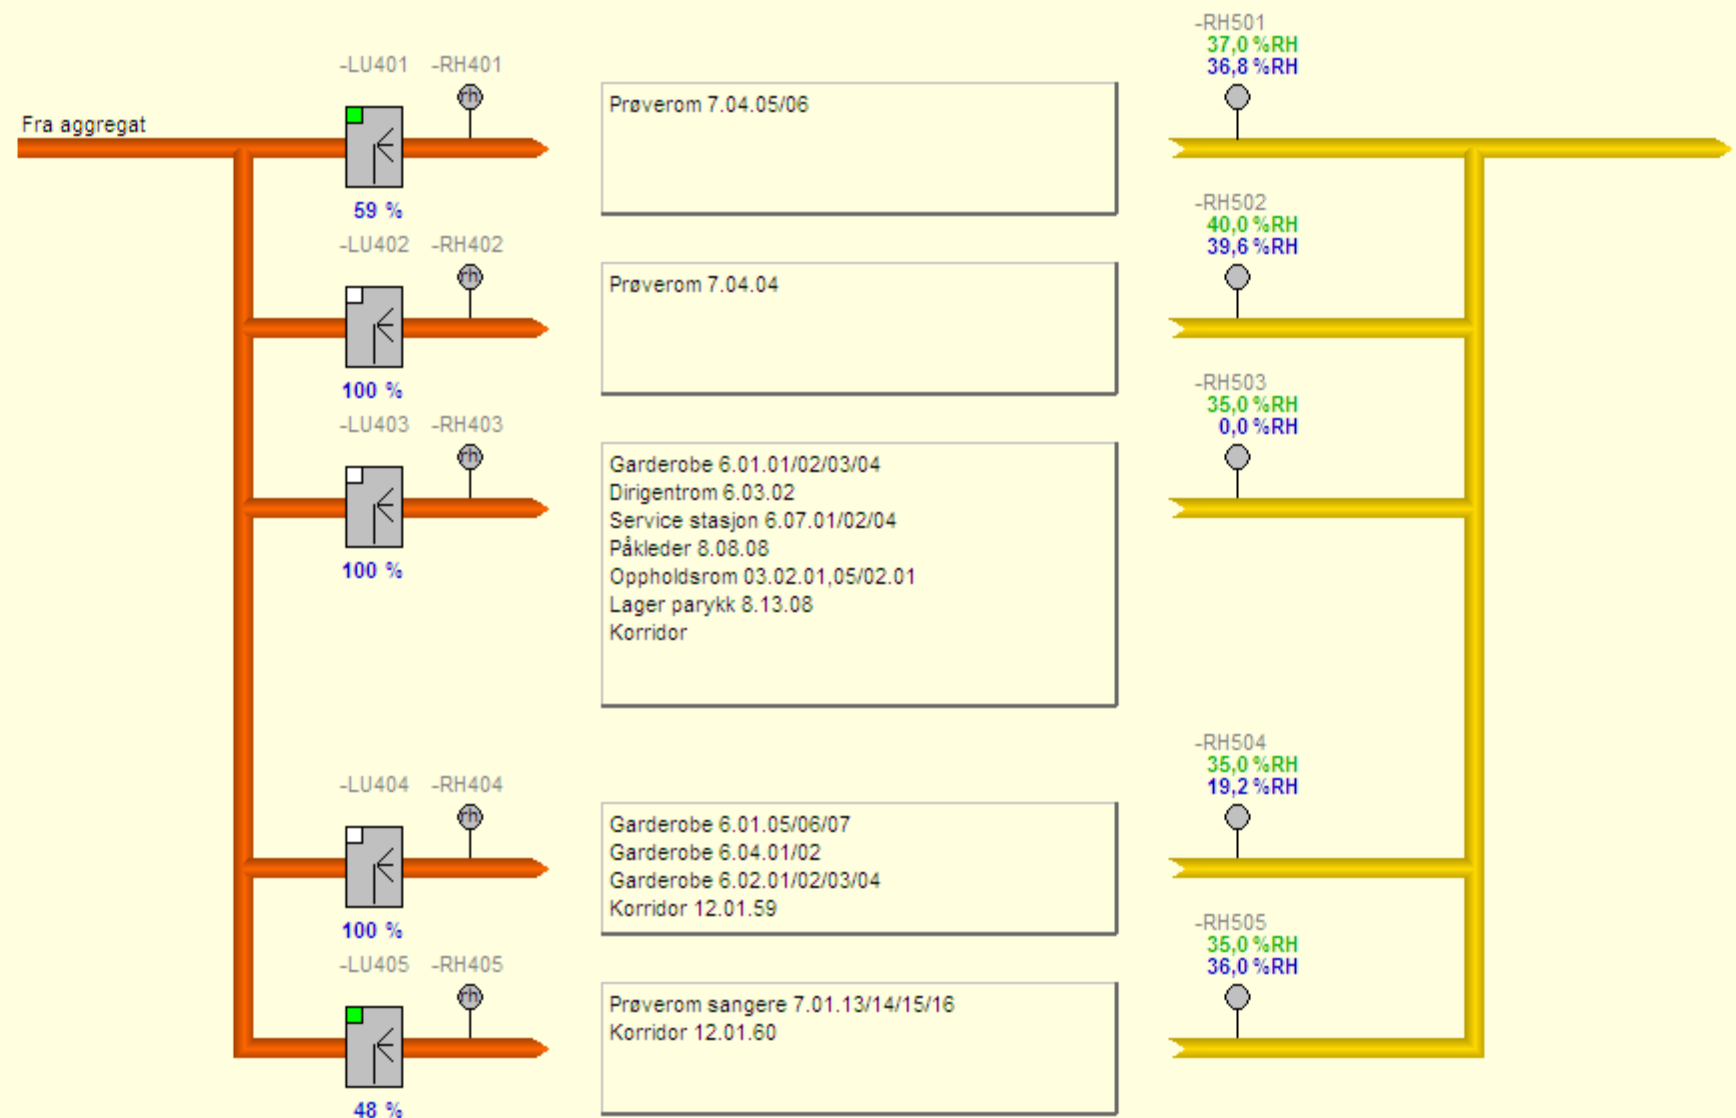 -RH501
37,0 %RH
36,8 %RH
-LU401 -RH401
rh
Prøverom 7.04.05/06
Fra aggregat
59 %
-RH502
40,0 %RH
39,6 %RH
-LU402 -RH402
rh
Prøverom 7.04.04
100 %
-RH503
35,0 %RH
0,0 %RH
-LU403 -RH403
rh
Garderobe 6.01.01/02/03/04
Dirigentrom 6.03.02
Service stasjon 6.07.01/02/04
Påkleder 8.08.08
Oppholdsrom 03.02.01,05/02.01
Lager parykk 8.13.08
Korridor
100 %
-RH504
35,0 %RH
19,2 %RH
-LU404 -RH404
rh
Garderobe 6.01.05/06/07
Garderobe 6.04.01/02
Garderobe 6.02.01/02/03/04
Korridor 12.01.59
100 %
-RH505
35,0 %RH
36,0 %RH
-LU405 -RH405
rh
Prøverom sangere 7.01.13/14/15/16
Korridor 12.01.60
48 %